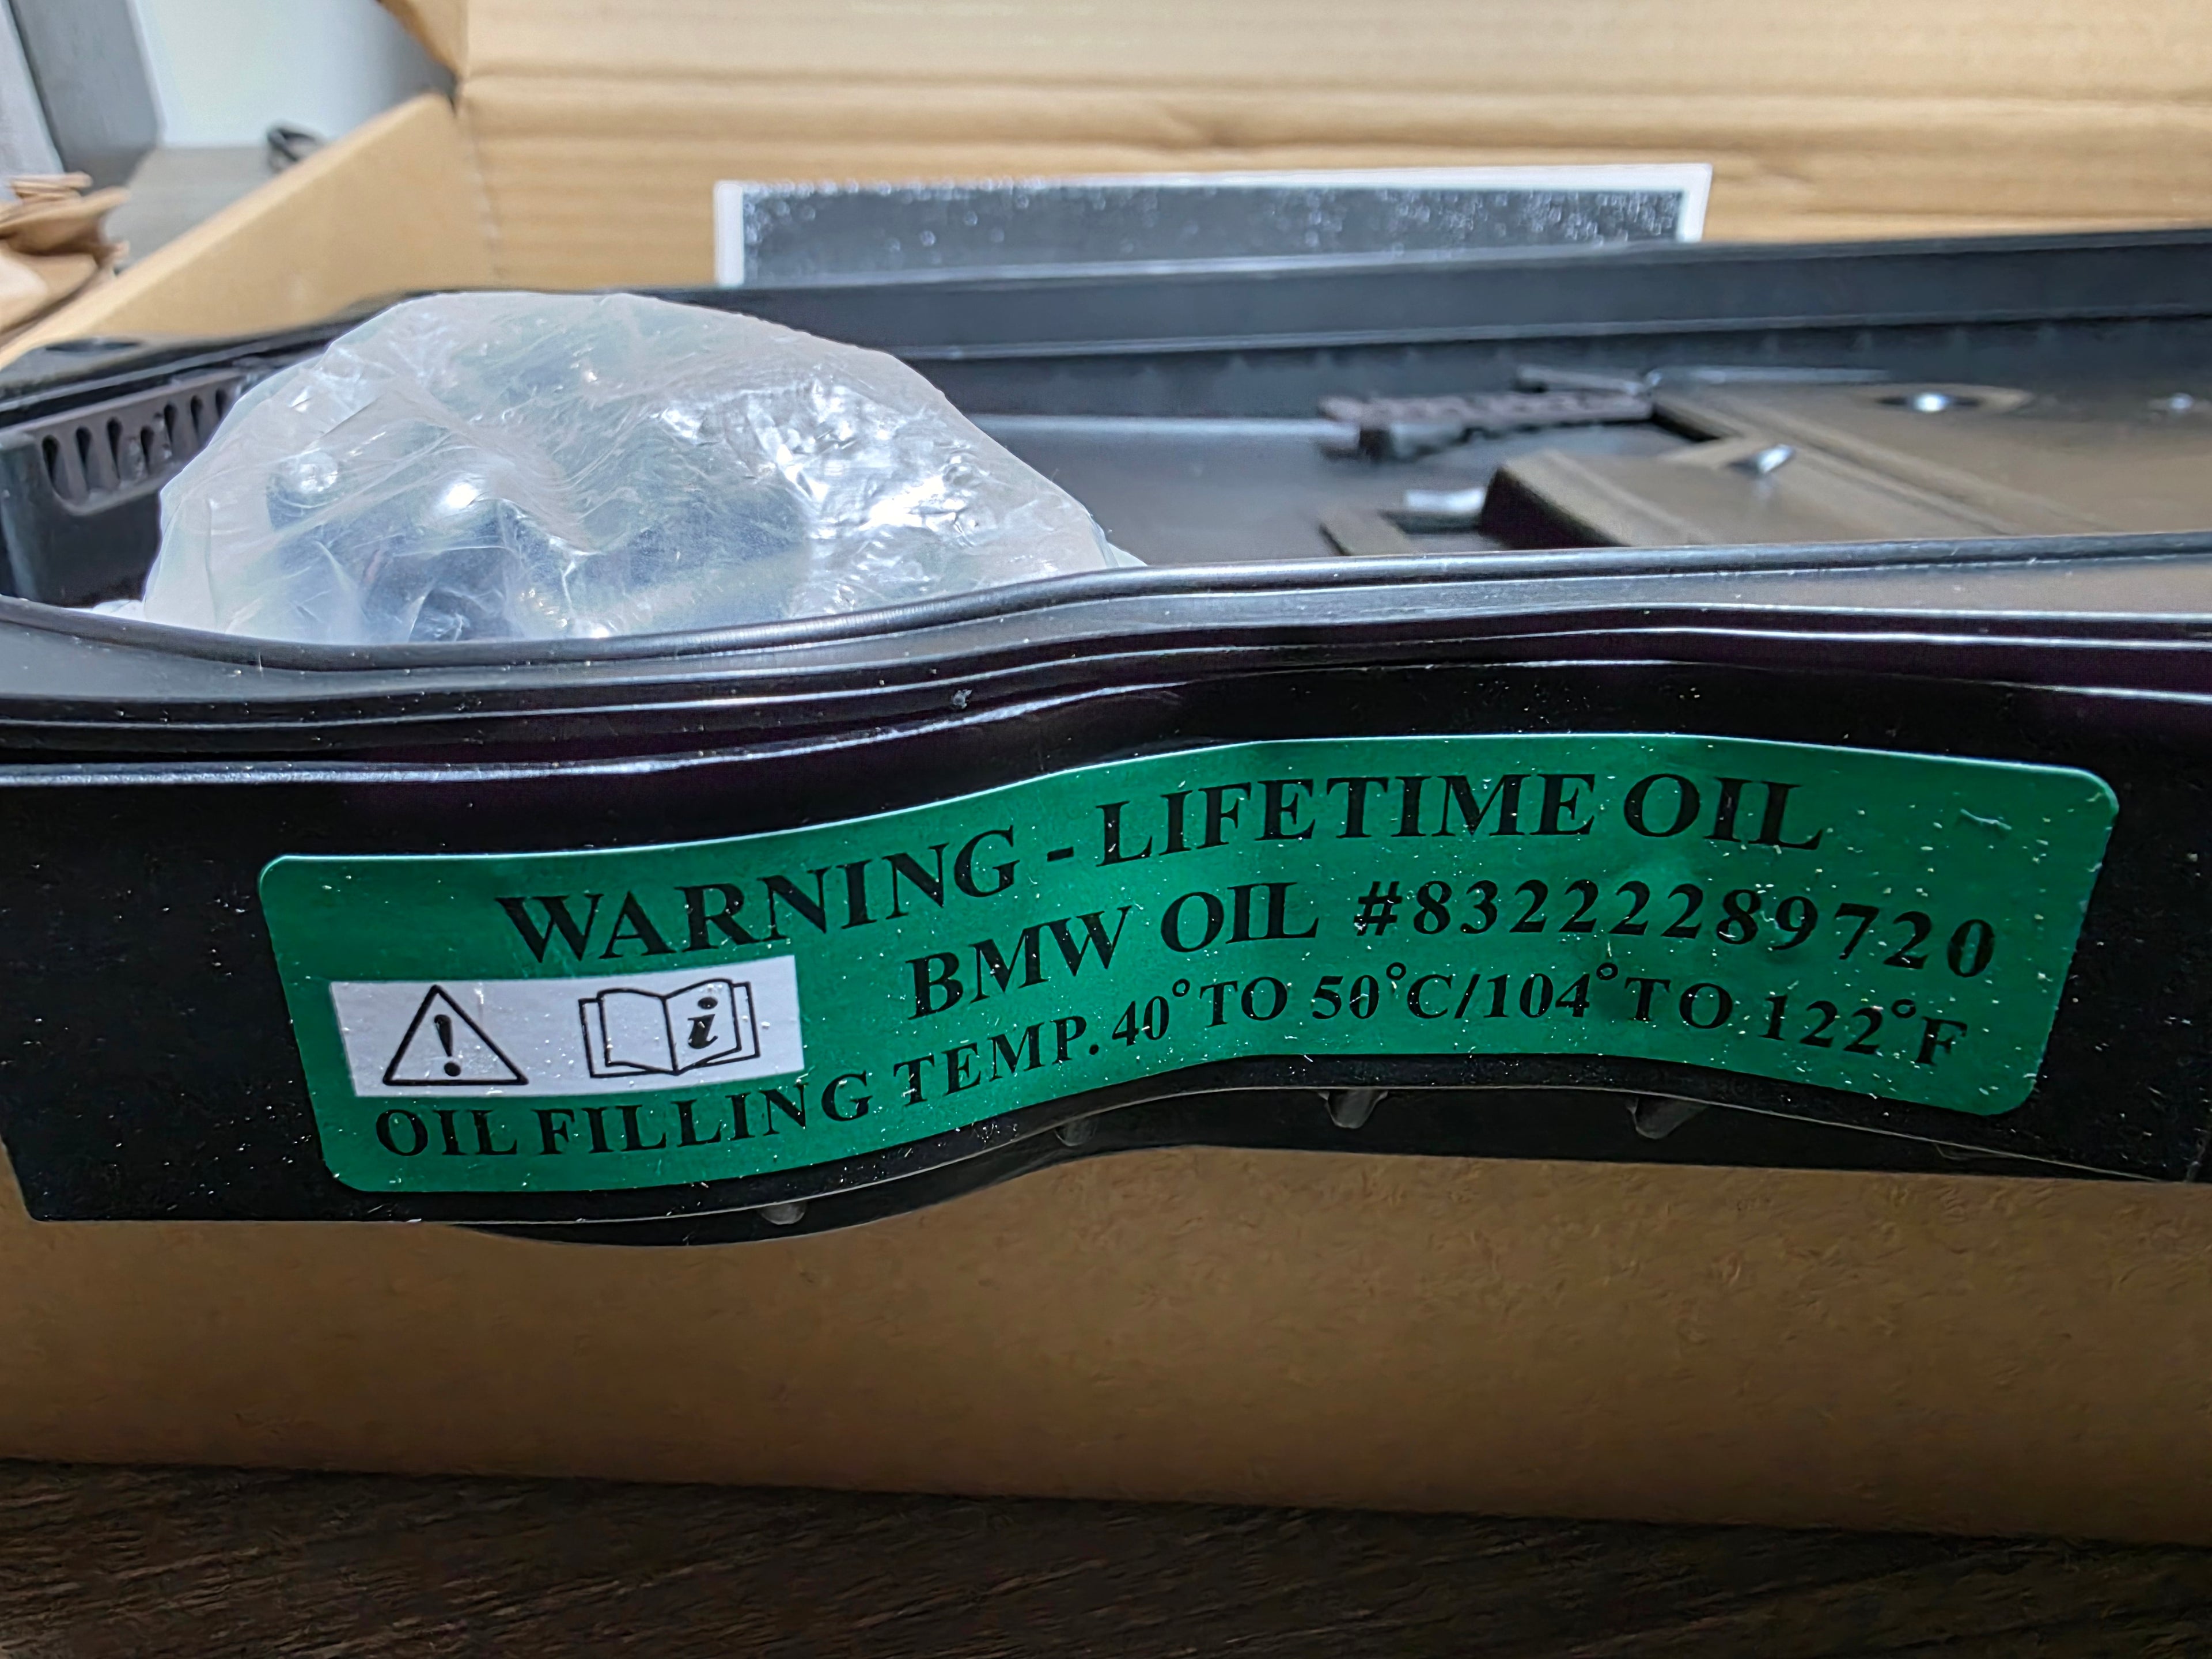 WARNING - LIFETIME OIL
BMW OIL #83222289720
OIL FILLING TEMP. 40° TO 50°C/104° TO 122°F